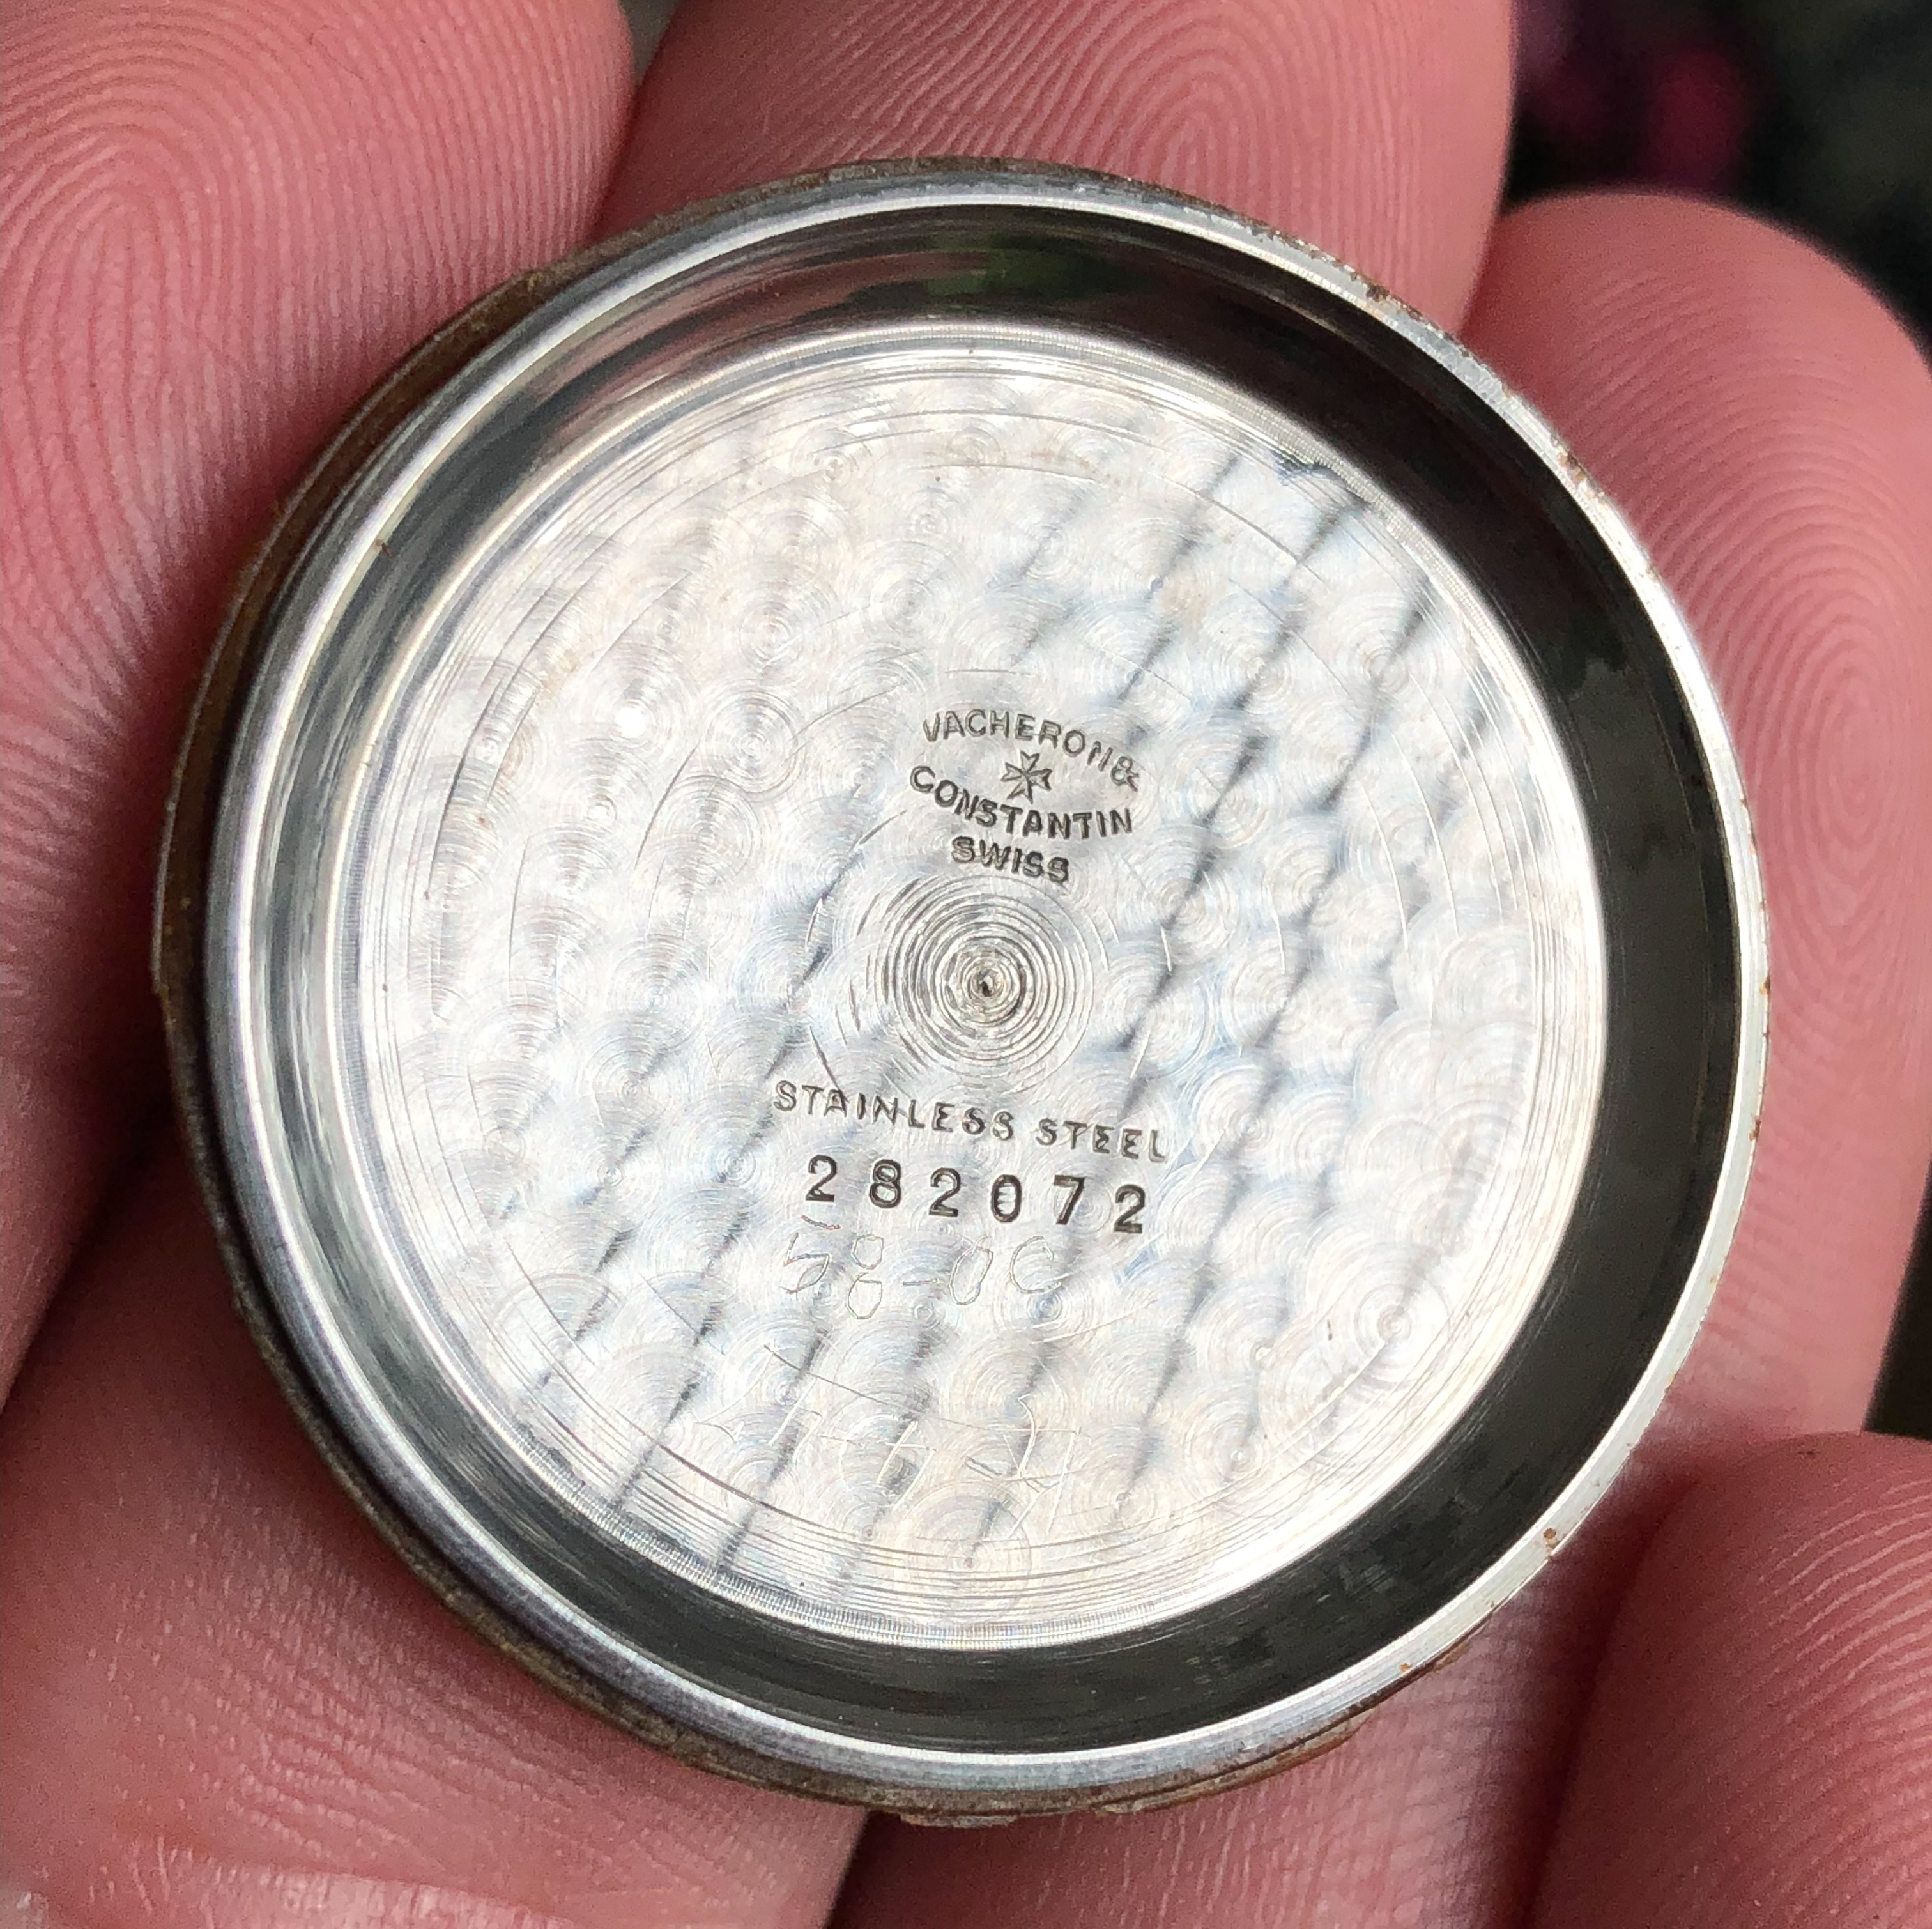 VACHERON &
CONSTANTIN
SWISS
STAINLESS STEEL
282072